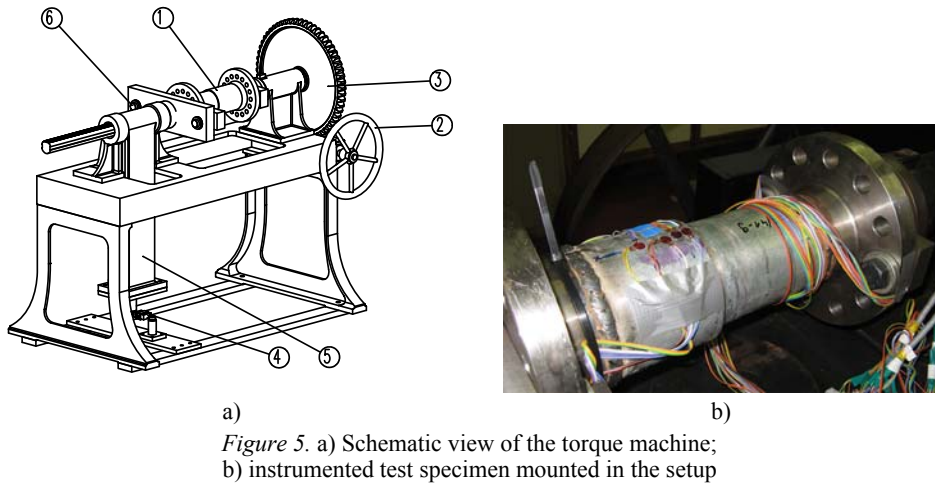 6
1
3
2
4
5
a)
b)
Figure 5. a) Schematic view of the torque machine;
b) instrumented test specimen mounted in the setup